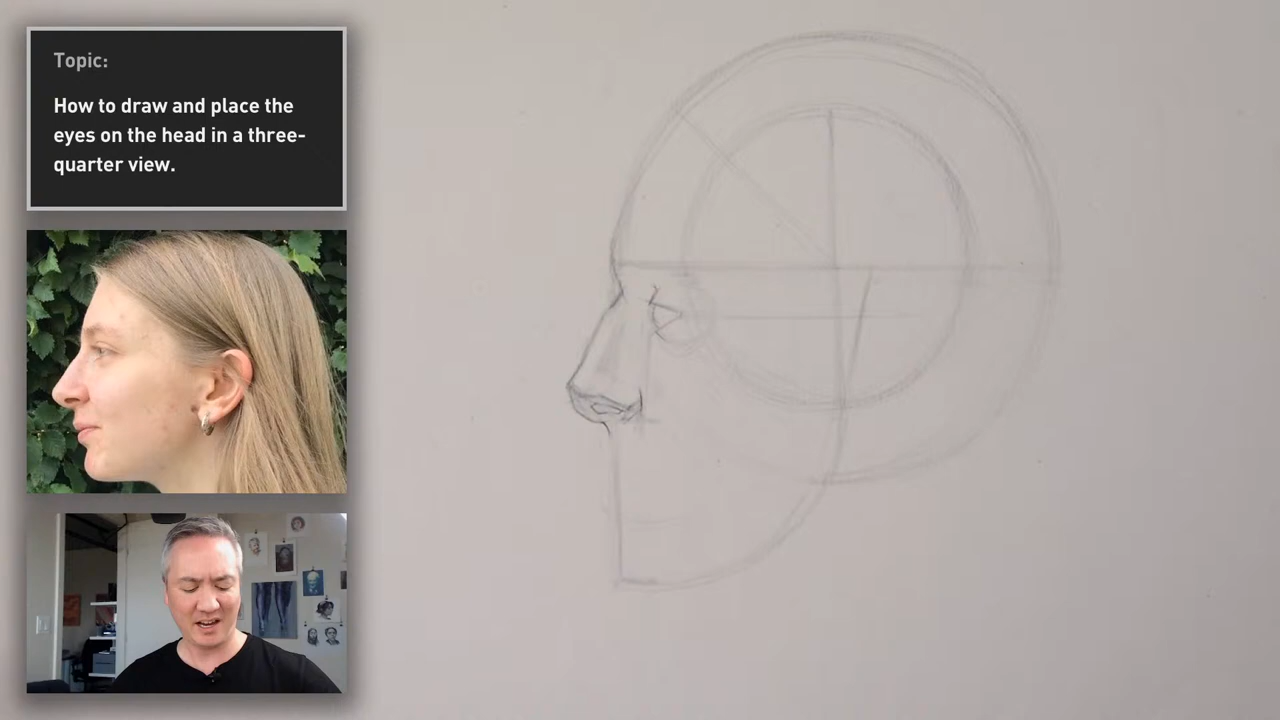 Topic:
How to draw and place the
eyes on the head in a three-
quarter view.